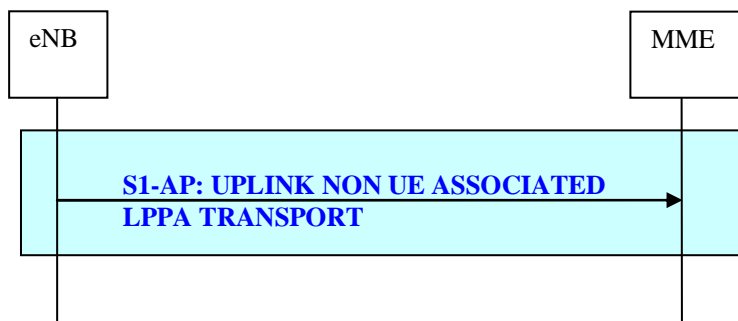 eNB
MME
S1-AP: UPLINK NON UE ASSOCIATED
LPPA TRANSPORT